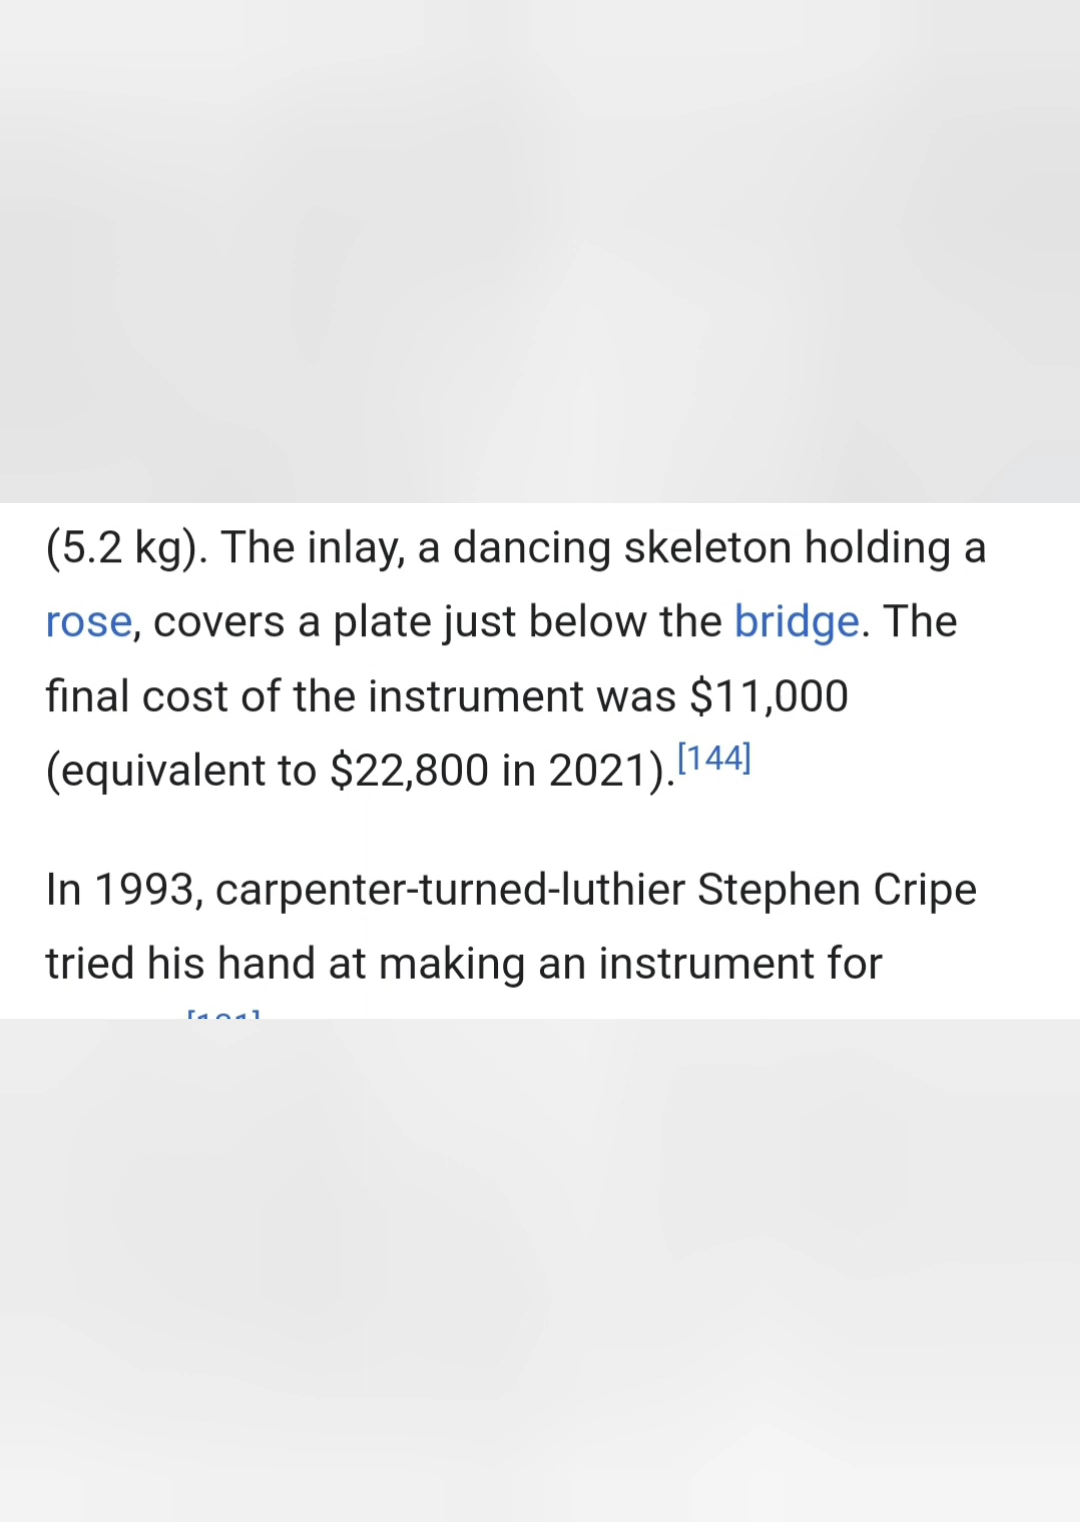 (5.2 kg). The inlay, a dancing skeleton holding a
rose, covers a plate just below the bridge. The
final cost of the instrument was $11,000
(equivalent to $22,800 in 2021).[144]
In 1993, carpenter-turned-luthier Stephen Cripe
tried his hand at making an instrument for